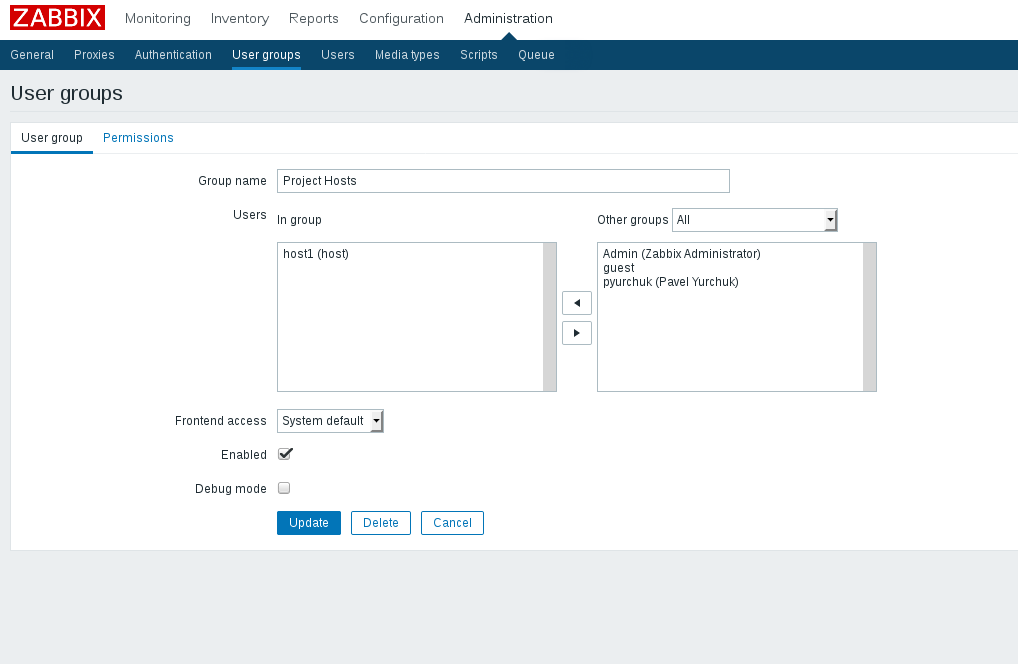 ZABBIX Monitoring Inventory Reports Configuration Administration
General Proxies Authentication User groups Users Media types Scripts Queue
User groups
User group Permissions
Group name Project Hosts
Users In group Other groups All
host1 (host)
Admin (Zabbix Administrator)
guest
pyurchuk (Pavel Yurchuk)
Frontend access System default
Enabled
Debug mode
Update Delete Cancel